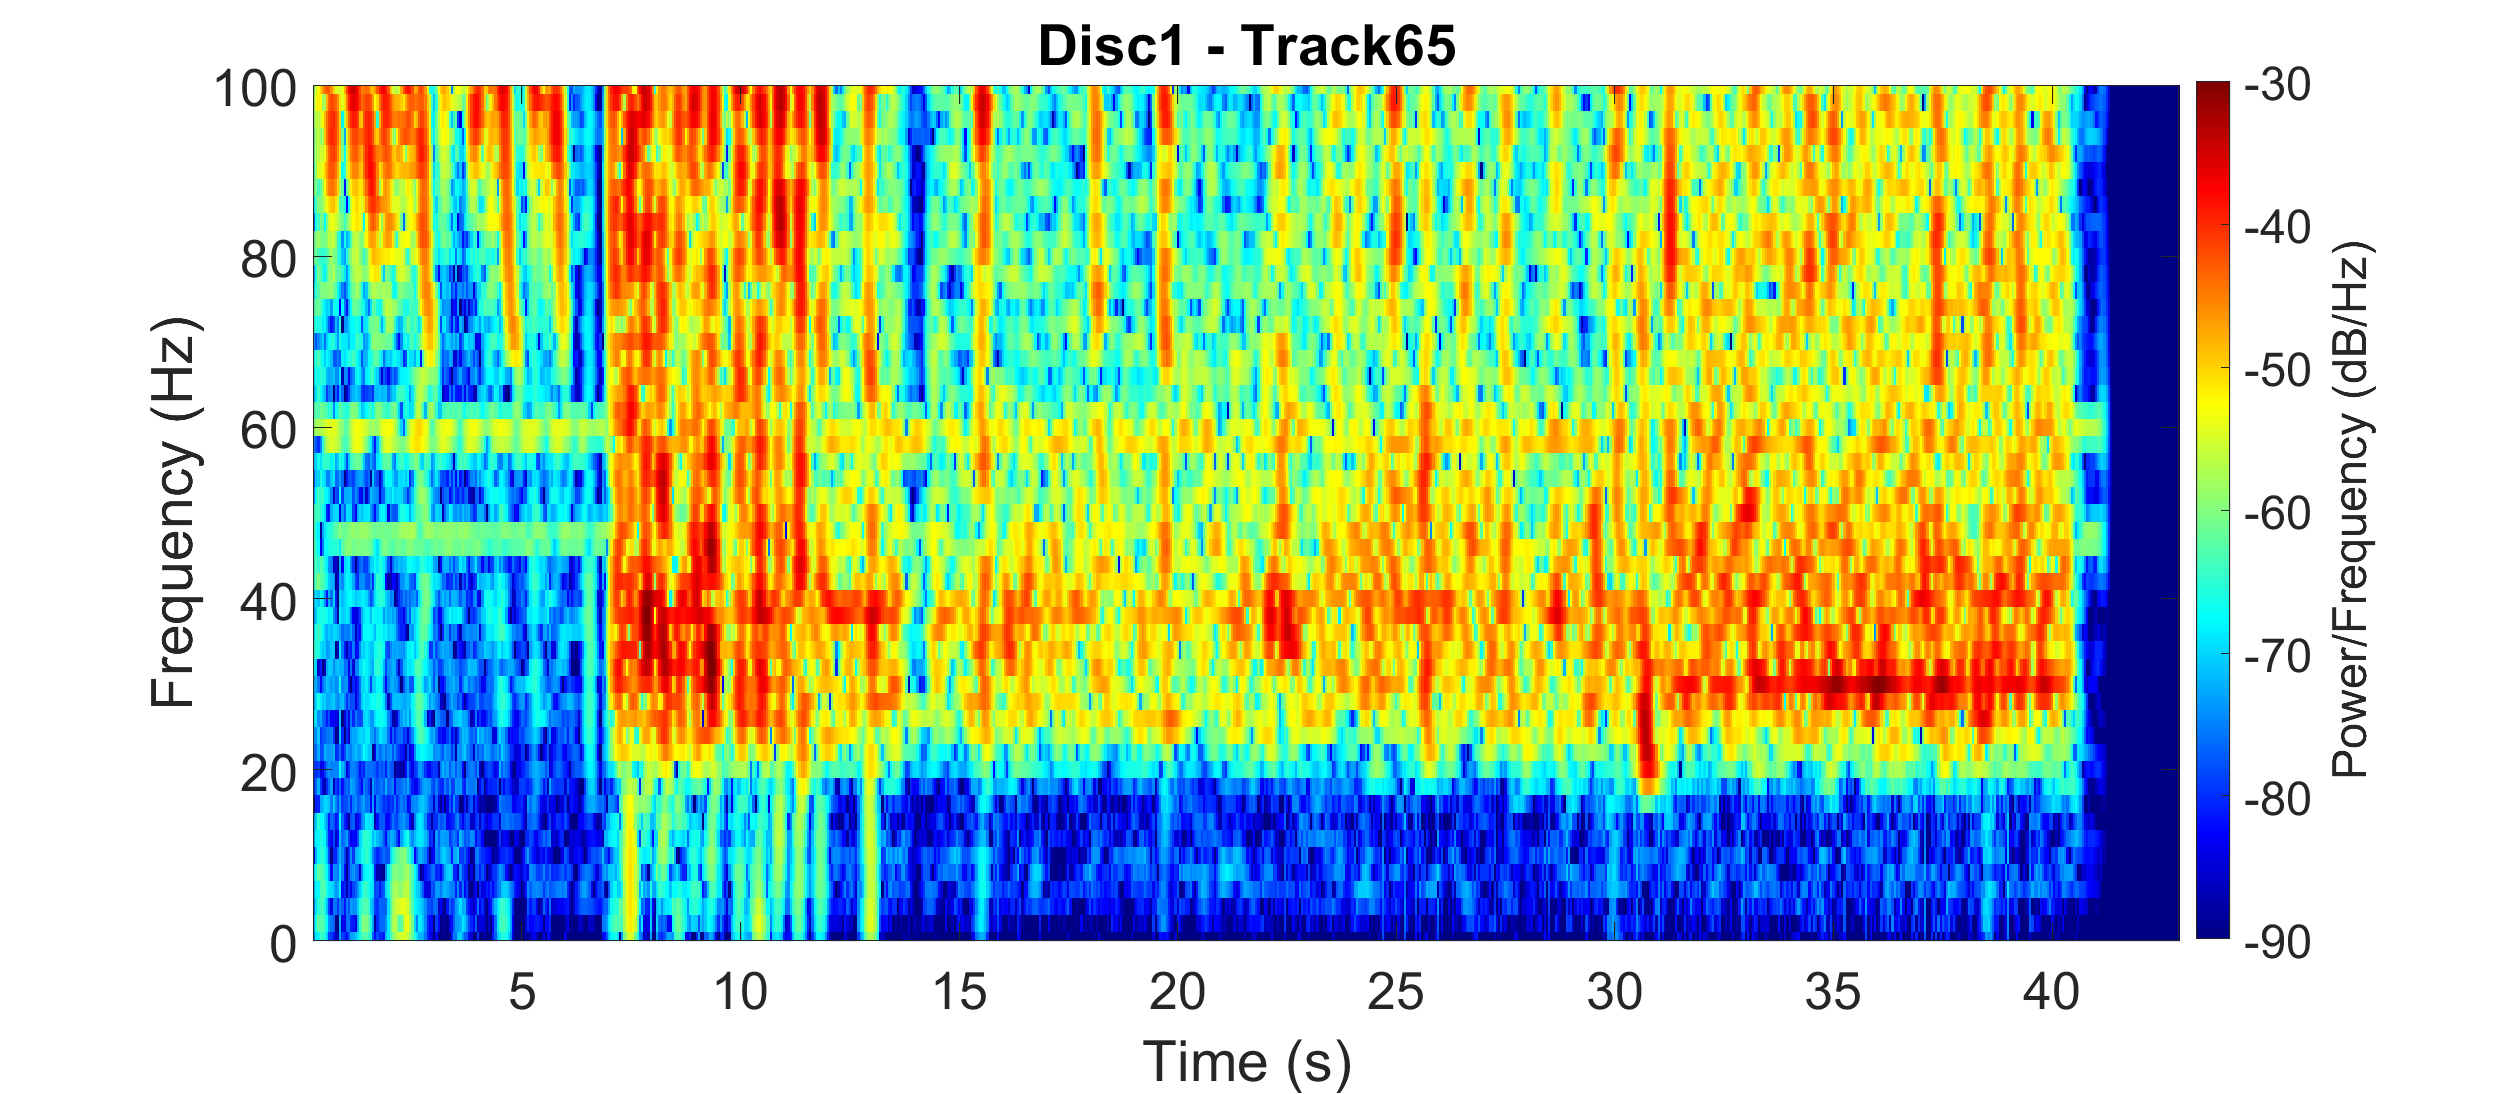 Disc1 - Track65
100
80
60
40
20
0
Frequency (Hz)
5 10 15 20 25 30 35 40
Time (s)
-30
-40
-50
-60
-70
-80
-90
Power/Frequency (dB/Hz)